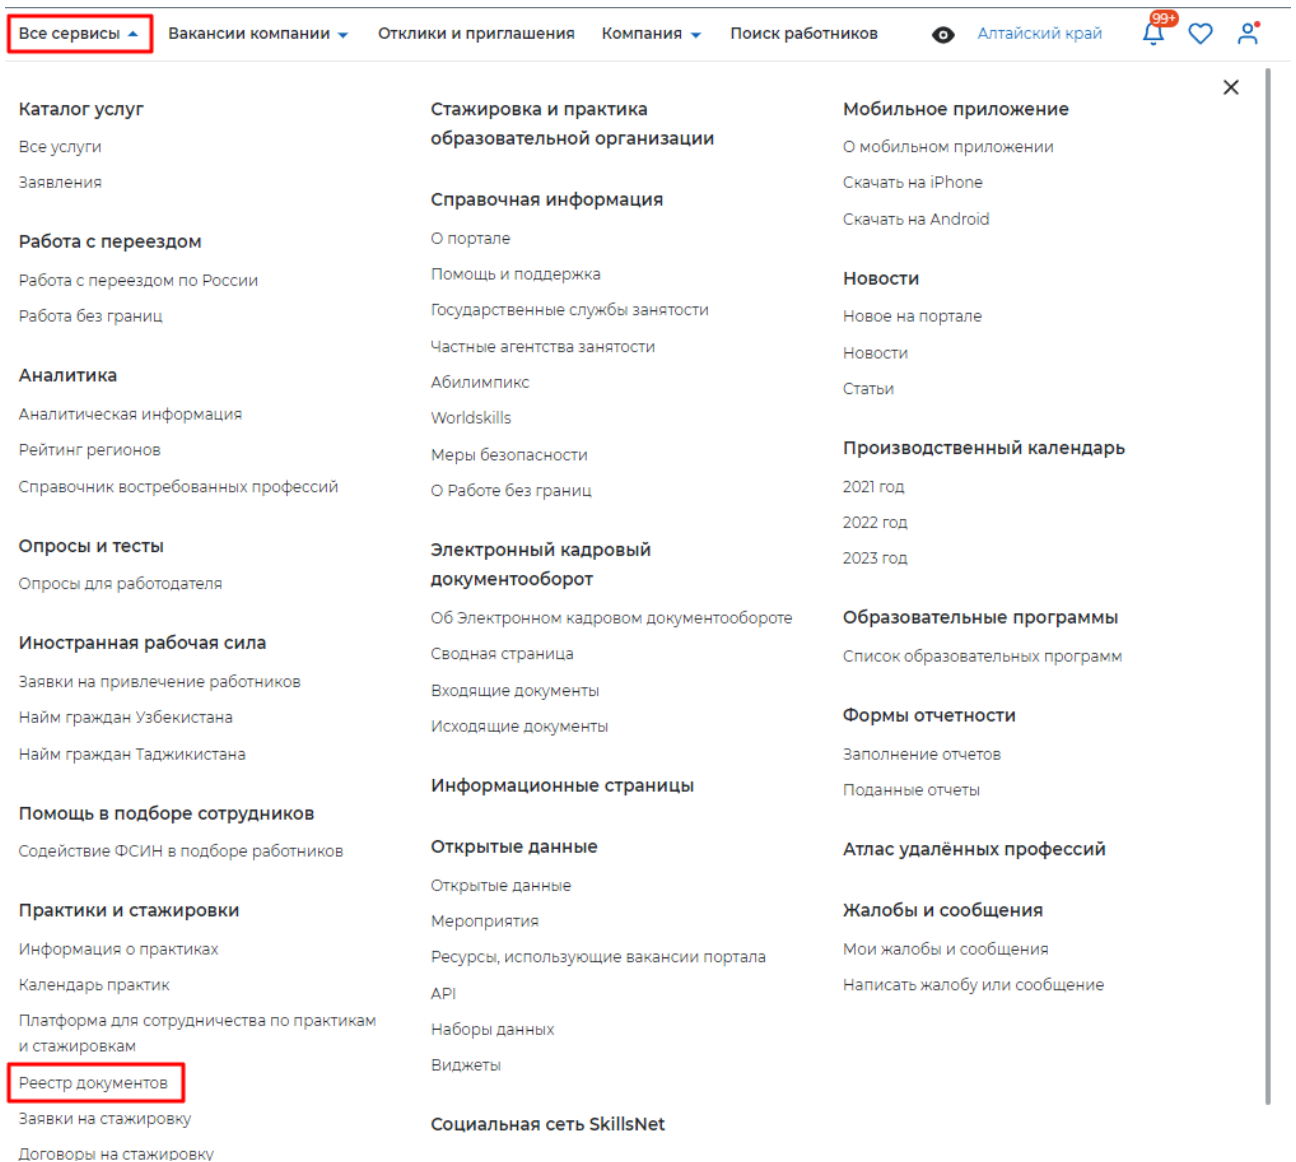 Все сервисы
Вакансии компании
Отклики и приглашения
Компания
Поиск работников
Алтайский край
99+
Каталог услуг
Все услуги
Заявления
Работа с переездом
Работа с переездом по России
Работа без границ
Аналитика
Аналитическая информация
Рейтинг регионов
Справочник востребованных профессий
Опросы и тесты
Опросы для работодателя
Иностранная рабочая сила
Заявки на привлечение работников
Найм граждан Узбекистана
Найм граждан Таджикистана
Помощь в подборе сотрудников
Содействие ФСИН в подборе работников
Практики и стажировки
Информация о практиках
Календарь практик
Платформа для сотрудничества по практикам
и стажировкам
Реестр документов
Заявки на стажировку
Договоры на стажировку
Стажировка и практика
образовательной организации
Справочная информация
О портале
Помощь и поддержка
Государственные службы занятости
Частные агентства занятости
Абилимпикс
Worldskills
Меры безопасности
О Работе без границ
Электронный кадровый
документооборот
Об Электронном кадровом документообороте
Сводная страница
Входящие документы
Исходящие документы
Информационные страницы
Открытые данные
Открытые данные
Мероприятия
Ресурсы, использующие вакансии портала
API
Наборы данных
Виджеты
Социальная сеть SkillsNet
Мобильное приложение
О мобильном приложении
Скачать на iPhone
Скачать на Android
Новости
Новое на портале
Новости
Статьи
Производственный календарь
2021 год
2022 год
2023 год
Образовательные программы
Список образовательных программ
Формы отчетности
Заполнение отчетов
Поданные отчеты
Атлас удалённых профессий
Жалобы и сообщения
Мои жалобы и сообщения
Написать жалобу или сообщение